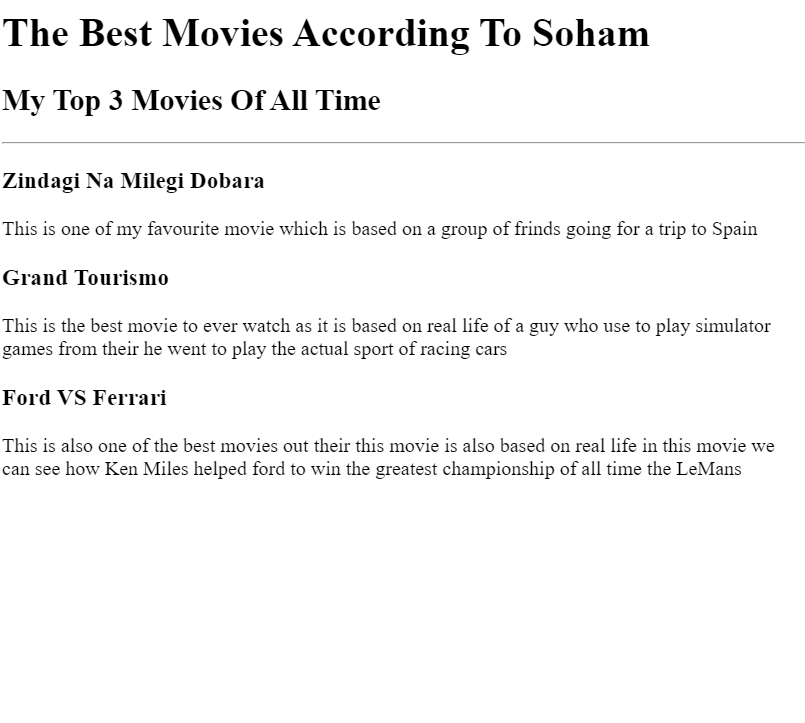 The Best Movies According To Soham
My Top 3 Movies Of All Time
Zindagi Na Milegi Dobara
This is one of my favourite movie which is based on a group of frinds going for a trip to Spain
Grand Tourismo
This is the best movie to ever watch as it is based on real life of a guy who use to play simulator
games from their he went to play the actual sport of racing cars
Ford VS Ferrari
This is also one of the best movies out their this movie is also based on real life in this movie we
can see how Ken Miles helped ford to win the greatest championship of all time the LeMans